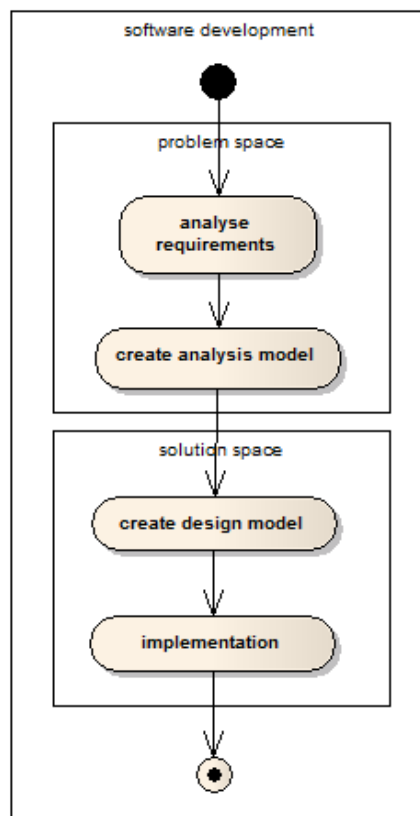 software development
problem space
analyse
requirements
create analysis model
solution space
create design model
implementation